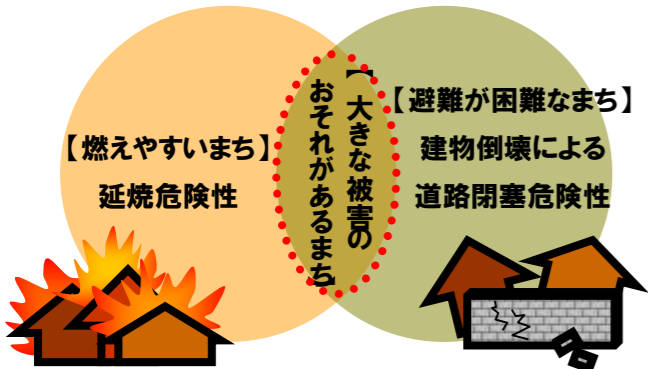 【燃えやすいまち】
延焼危険性
【大きな被害の
おそれがあるまち】
【避難が困難なまち】
建物倒壊による
道路閉塞危険性